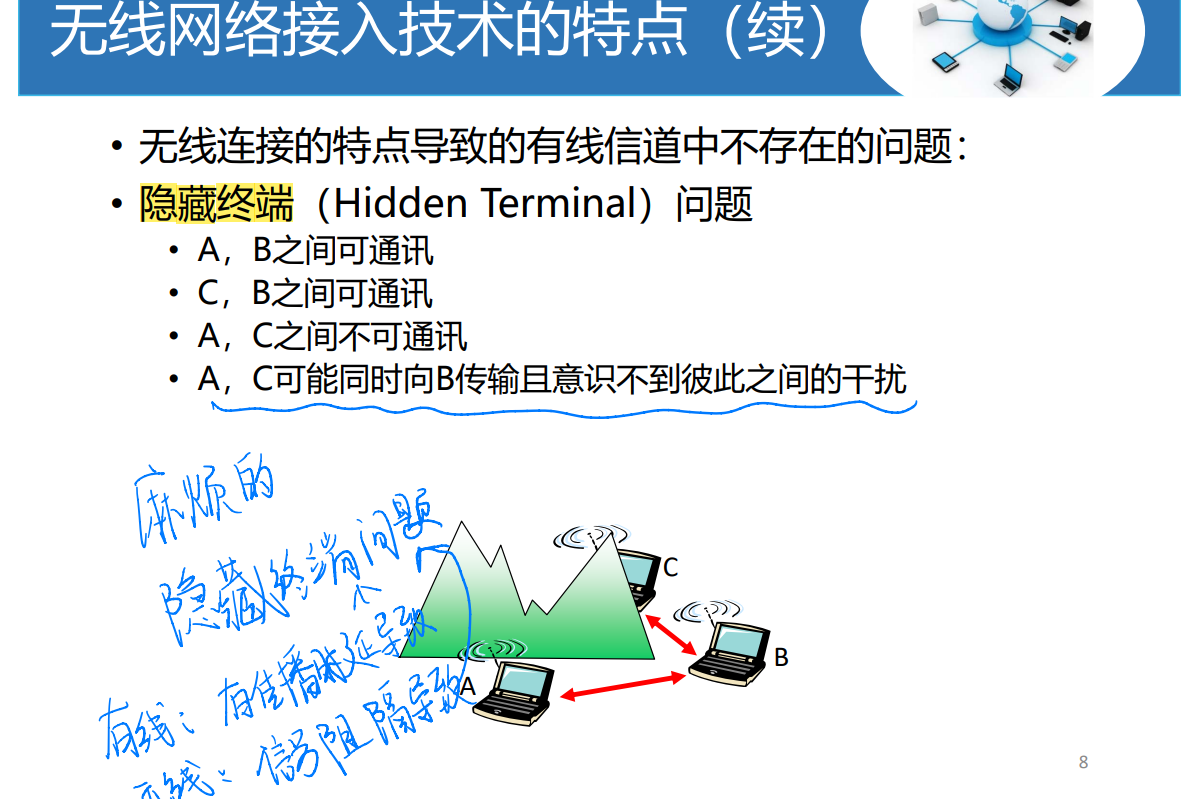 无线网络接入技术的特点（续）
• 无线连接的特点导致的有线信道中不存在的问题：
• 隐藏终端（Hidden Terminal）问题
• A，B之间可通讯
• C，B之间可通讯
• A，C之间不可通讯
• A，C可能同时向B传输且意识不到彼此之间的干扰
麻烦的
隐藏终端问题
C
B
A
有线：有传播时延导致
无线：信号阻隔导致
8